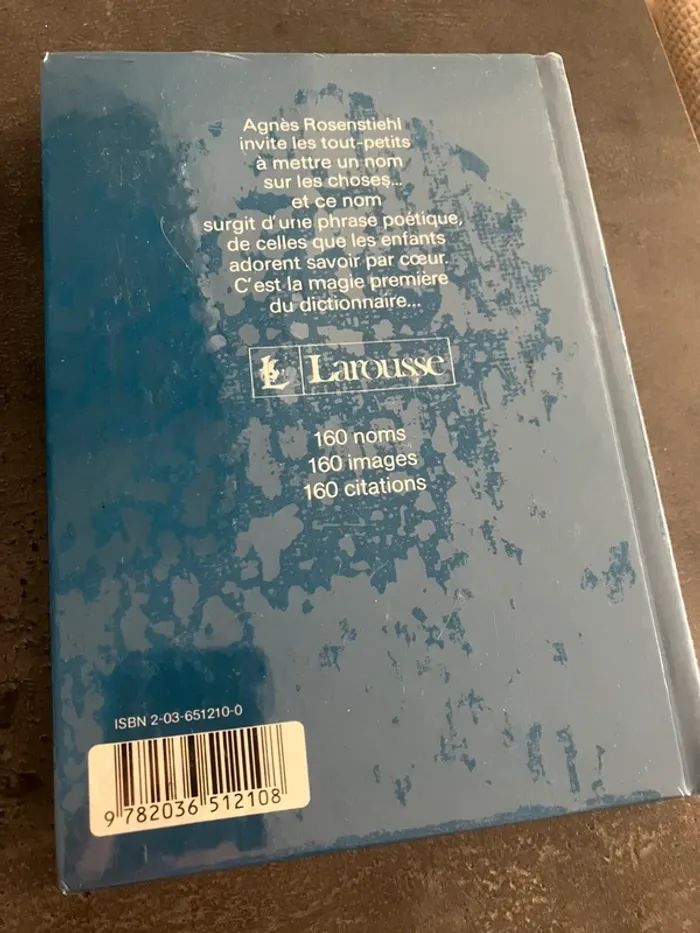 Agnès Rosenstiehl
invite les tout-petits
à mettre un nom
sur les choses...
et ce nom
surgit d'une phrase poétique,
de celles que les enfants
adorent savoir par cœur.
C'est la magie première
du dictionnaire...
Larousse
160 noms
160 images
160 citations
ISBN 2-03-651210-0
9 782036 512108